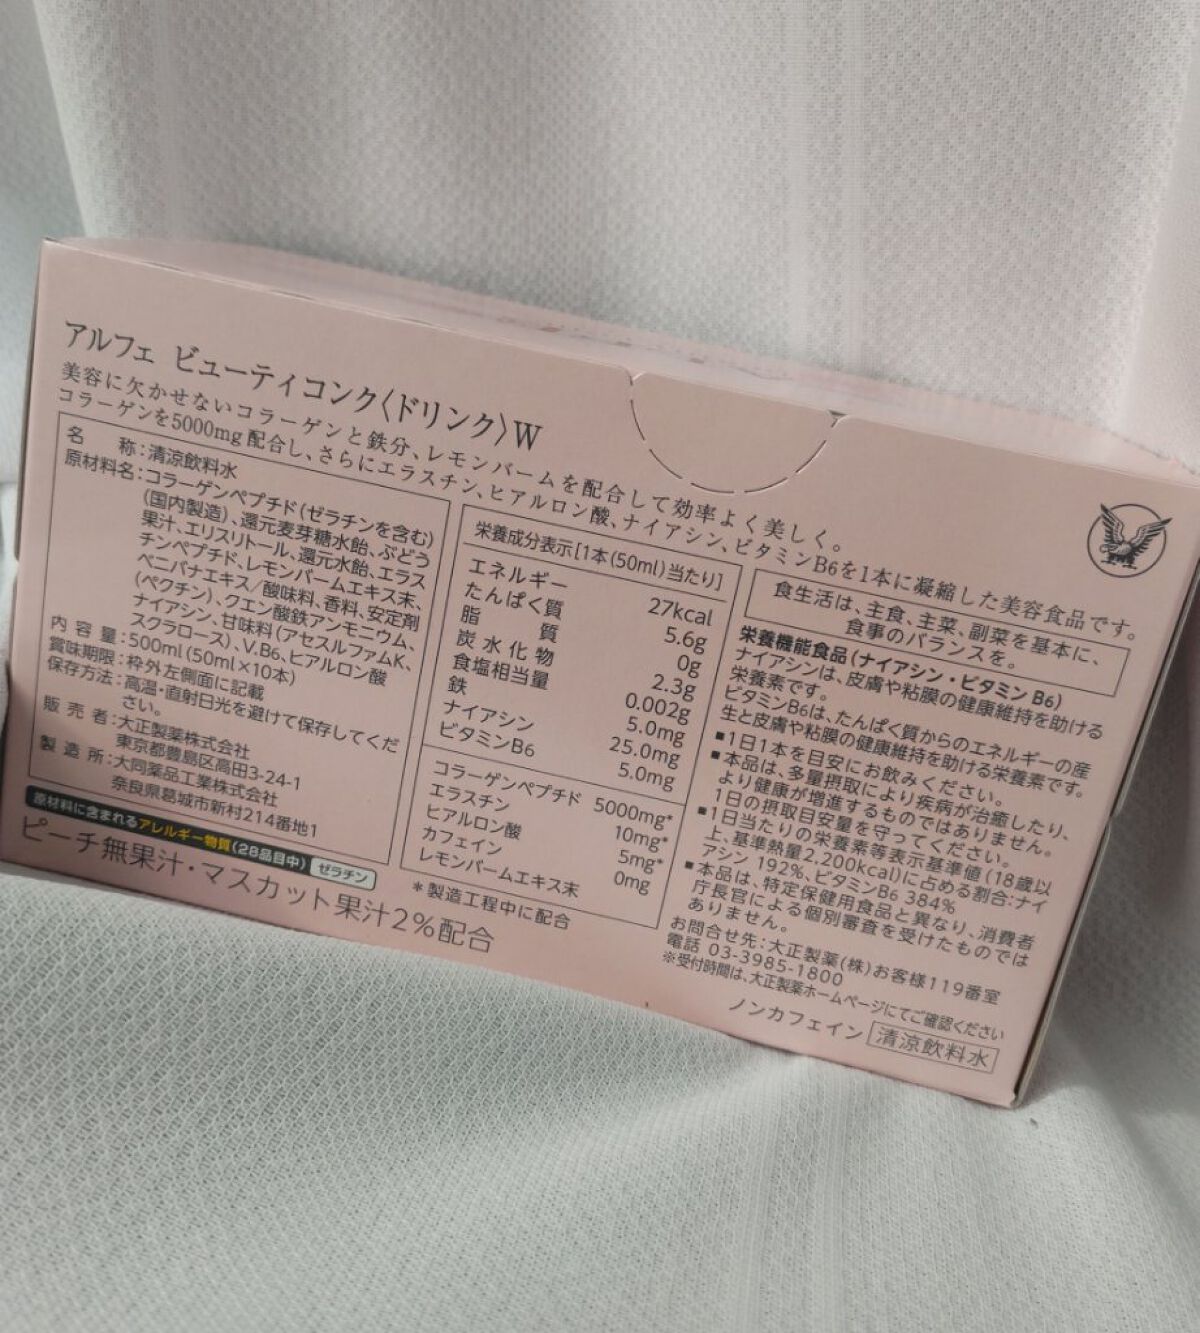 アルフェ ビューティコンク〈ドリンク〉W
美容に欠かせないコラーゲンと鉄分、レモンバームを配合して効率よく美しく。
コラーゲンを5000mg配合し、さらにエラスチン、ヒアルロン酸、ナイアシン、ビタミンB6を1本に凝縮した美容食品です。
名 称:清涼飲料水
原材料名:コラーゲンペプチド(ゼラチンを含む)
(国内製造)、還元麦芽糖水飴、ぶどう
果汁、エリスリトール、還元水飴、エラス
チンペプチド、レモンバームエキス末、
ベニバナエキス/酸味料、香料、安定剤
(ペクチン)、クエン酸鉄アンモニウム、
ナイアシン、甘味料(アセスルファムK、
スクラロース)、V.B6、ヒアルロン酸
内容量:500ml(50ml×10本)
賞味期限:枠外左側面に記載
保存方法:高温・直射日光を避けて保存してくだ
さい。
販売者:大正製薬株式会社
東京都豊島区高田3-24-1
製造所:大同薬品工業株式会社
奈良県葛城市新村214番地1
原材料に含まれるアレルギー物質(28品目中) ゼラチン
ピーチ無果汁・マスカット果汁2%配合
栄養成分表示[1本(50ml)当たり]
エネルギー 27kcal
たんぱく質 5.6g
脂質 0g
炭水化物 2.3g
食塩相当量 0.002g
鉄 5.0mg
ナイアシン 25.0mg
ビタミンB6 5.0mg
コラーゲンペプチド 5000mg*
エラスチン 10mg*
ヒアルロン酸 5mg*
カフェイン 0mg
レモンバームエキス末
*製造工程中に配合
食生活は、主食、主菜、副菜を基本に、
食事のバランスを。
栄養機能食品(ナイアシン・ビタミンB6)
ナイアシンは、皮膚や粘膜の健康維持を助ける
栄養素です。
ビタミンB6は、たんぱく質からのエネルギーの産
生と皮膚や粘膜の健康維持を助ける栄養素です。
■1日1本を目安にお飲みください。
■本品は、多量摂取により疾病が治癒したり、
より健康が増進するものではありません。
1日の摂取目安量を守ってください。
■1日当たりの栄養素等表示基準値(18歳以
上、基準熱量2,200kcal)に占める割合:ナイ
アシン 192%、ビタミンB6 384%
■本品は、特定保健用食品と異なり、消費者
庁長官による個別審査を受けたものでは
ありません。
お問合せ先:大正製薬(株)お客様119番室
電話 03-3985-1800
※受付時間は、大正製薬ホームページにてご確認ください
ノンカフェイン 清涼飲料水